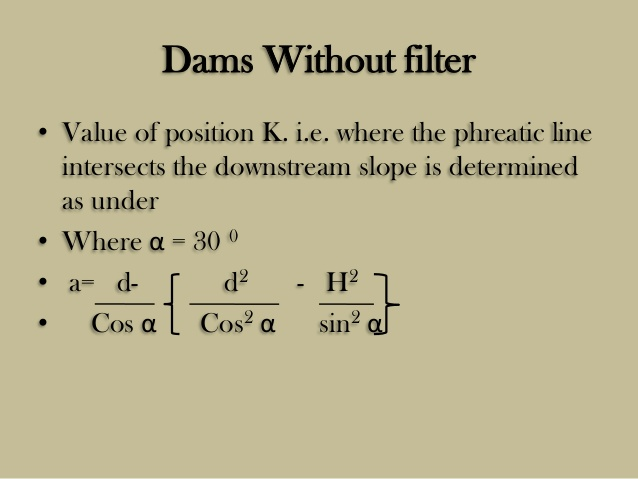 Dams Without filter
• Value of position K. i.e. where the phreatic line
intersects the downstream slope is determined
as under
• Where α = 30 ⁰
• a= d- { d² - H² }
• Cos α Cos² α sin² α